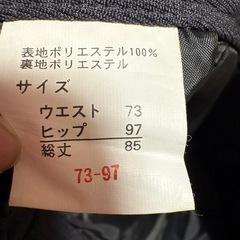 表地ポリエステル100%
裏地ポリエステル
サイズ
ウエスト 73
ヒップ 97
総丈 85
73-97